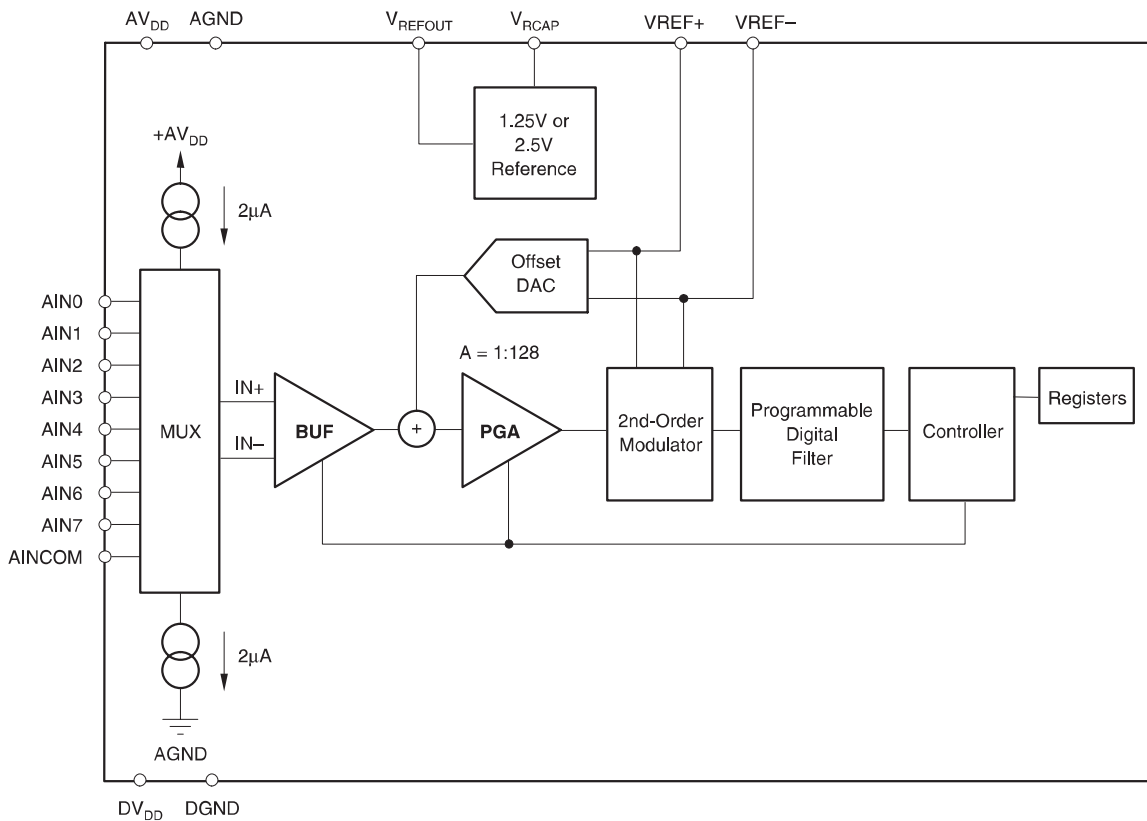 AVDD AGND VREFOUT VRCAP VREF+ VREF−
1.25V or
2.5V
Reference
+AVDD
2μA
Offset
DAC
AIN0
AIN1
AIN2
AIN3
AIN4
AIN5
AIN6
AIN7
AINCOM
MUX
IN+
IN−
BUF
+
A = 1:128
PGA
2nd-Order
Modulator
Programmable
Digital
Filter
Controller
Registers
2μA
AGND
DVDD DGND